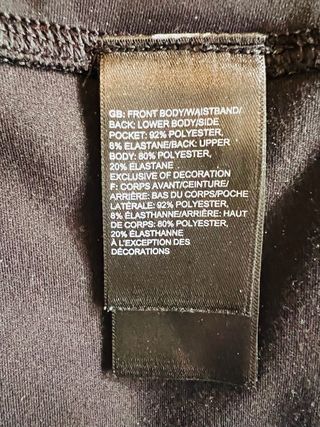 GB: FRONT BODY/WAISTBAND/
BACK: LOWER BODY/SIDE
POCKET: 92% POLYESTER,
8% ELASTANE/BACK: UPPER
BODY: 80% POLYESTER,
20% ELASTANE
EXCLUSIVE OF DECORATION
F: CORPS AVANT/CEINTURE/
ARRIÈRE: BAS DU CORPS/POCHE
LATÉRALE: 92% POLYESTER,
8% ÉLASTHANNE/ARRIÈRE: HAUT
DE CORPS: 80% POLYESTER,
20% ÉLASTHANNE
À L'EXCEPTION DES
DÉCORATIONS